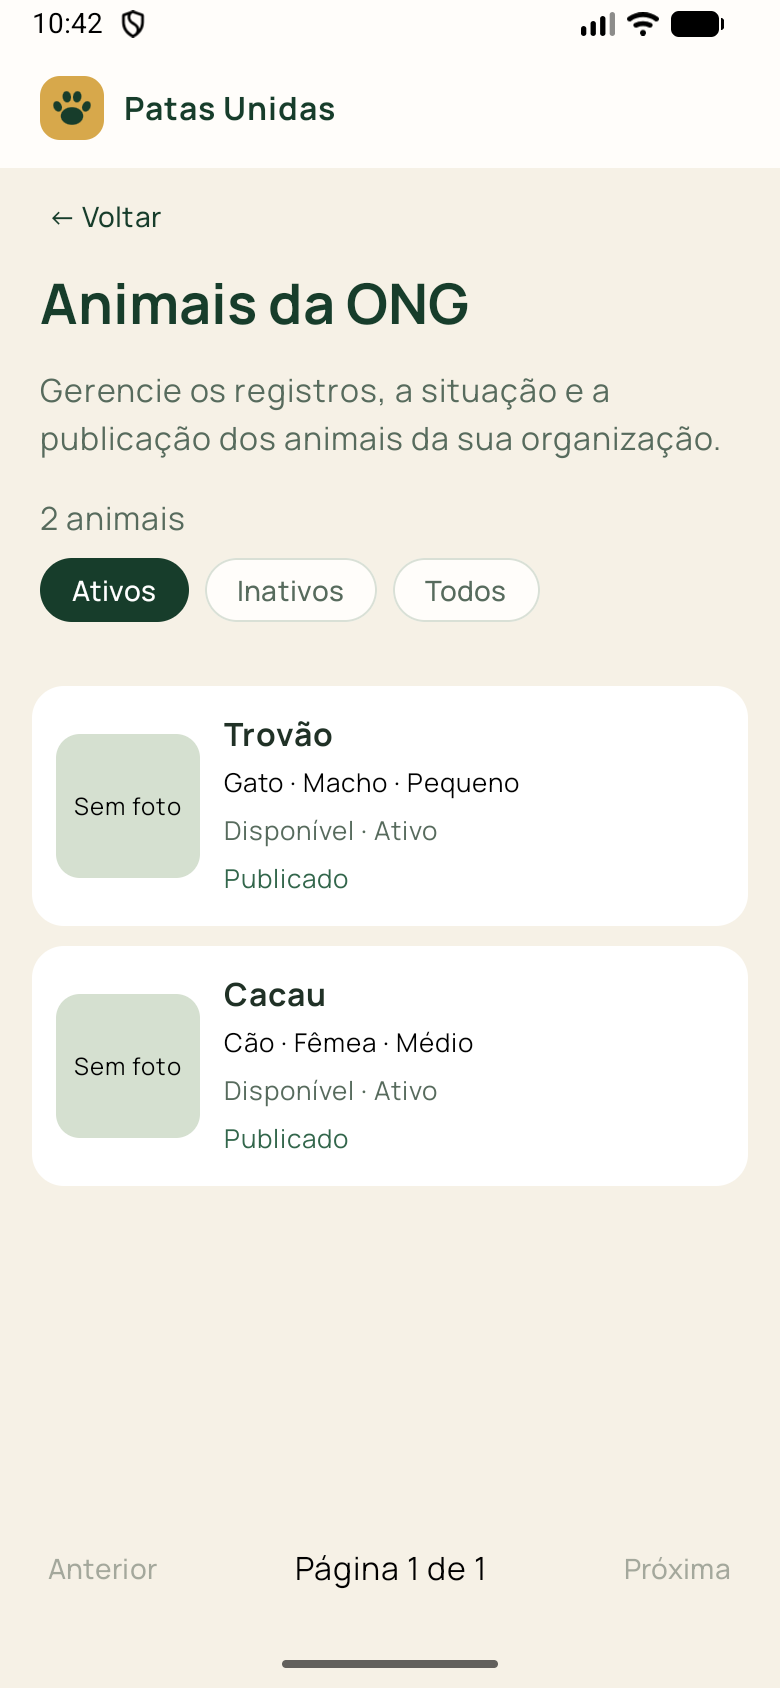 10:42
Patas Unidas
← Voltar
Animais da ONG
Gerencie os registros, a situação e a
publicação dos animais da sua organização.
2 animais
Ativos
Inativos
Todos
Sem foto
Trovão
Gato · Macho · Pequeno
Disponível · Ativo
Publicado
Sem foto
Cacau
Cão · Fêmea · Médio
Disponível · Ativo
Publicado
Anterior
Página 1 de 1
Próxima